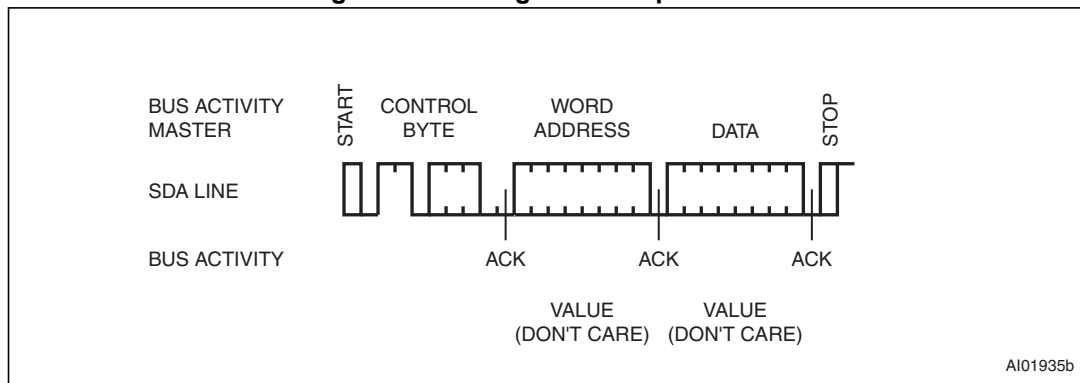 BUS ACTIVITY
MASTER
START
CONTROL
BYTE
WORD
ADDRESS
DATA
STOP
SDA LINE
BUS ACTIVITY
ACK
ACK
ACK
VALUE
(DON'T CARE)
VALUE
(DON'T CARE)
AI01935b